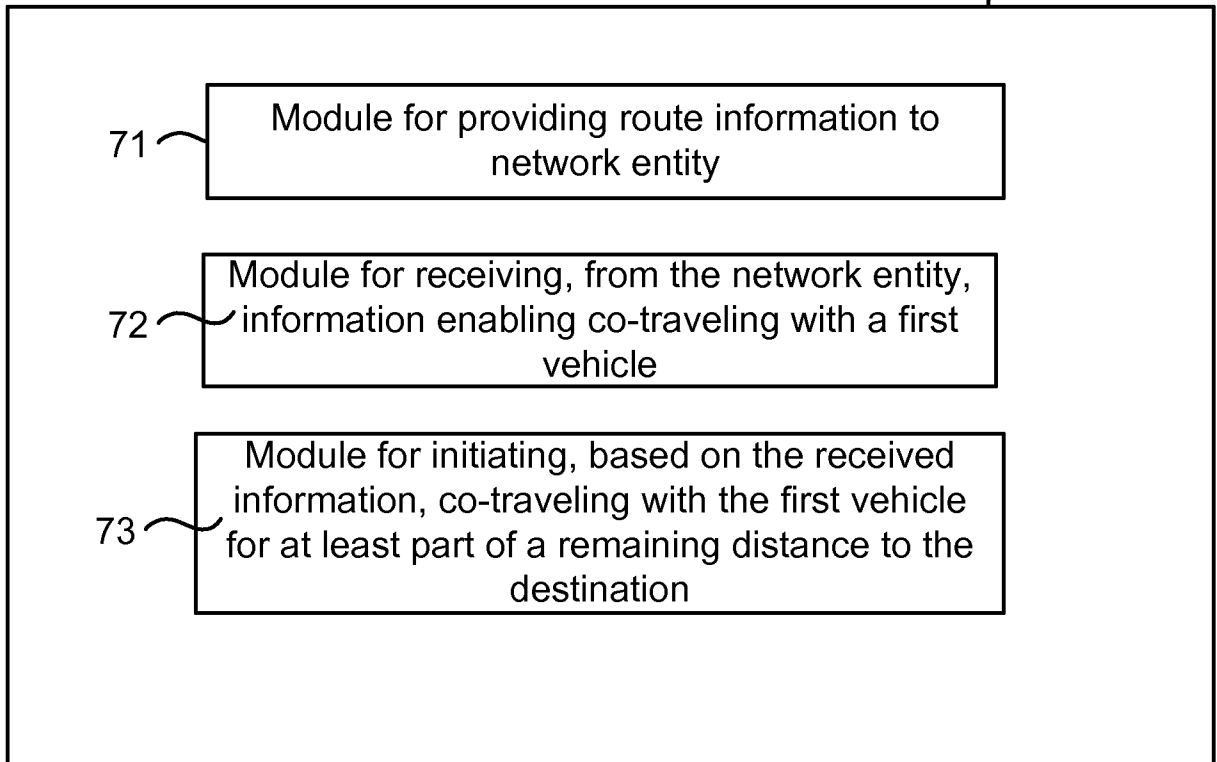 71
Module for providing route information to
network entity
72
Module for receiving, from the network entity,
information enabling co-traveling with a first
vehicle
73
Module for initiating, based on the received
information, co-traveling with the first vehicle
for at least part of a remaining distance to the
destination